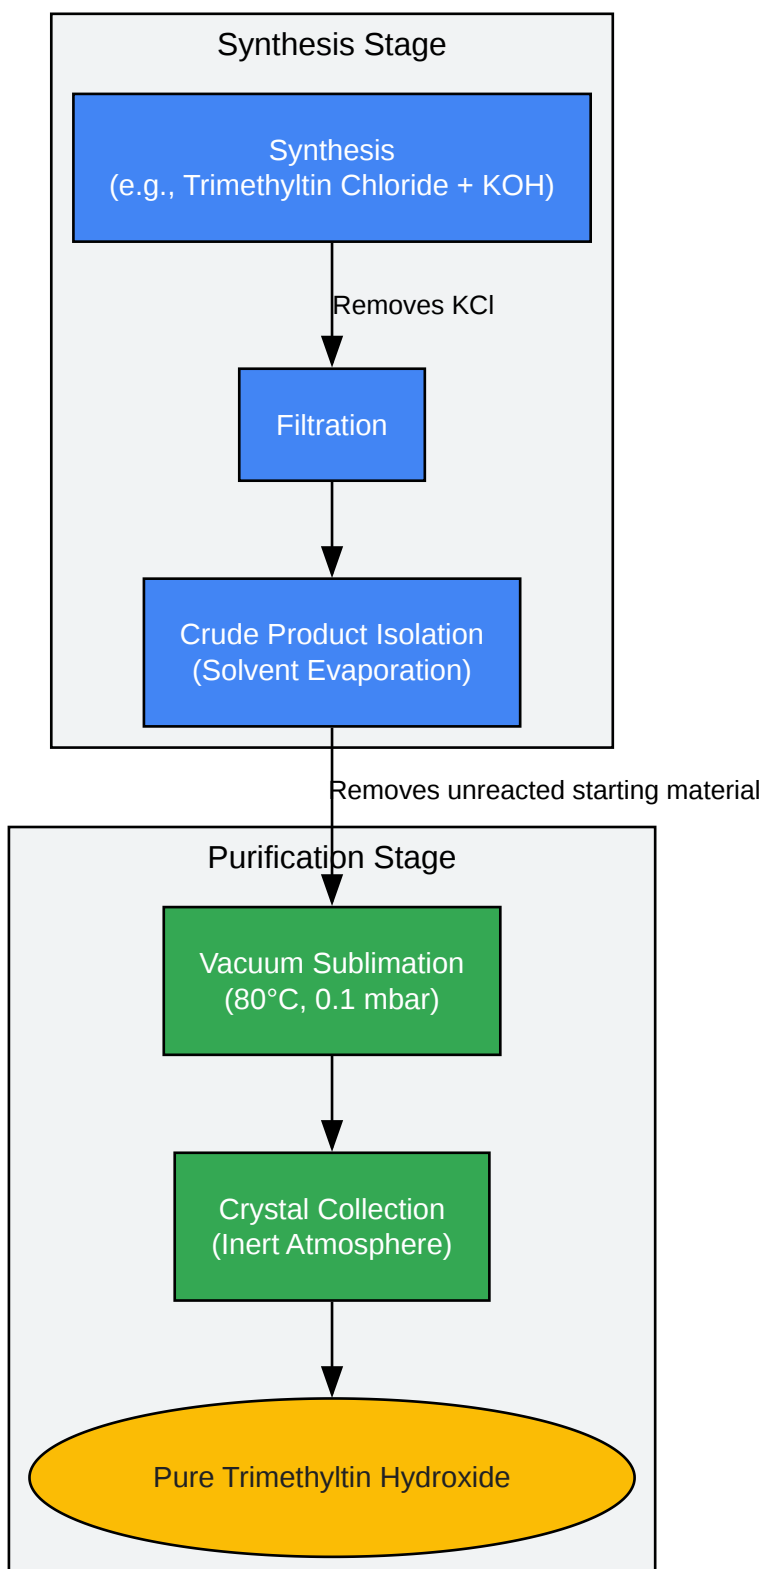 Synthesis Stage
Synthesis
(e.g., Trimethyltin Chloride + KOH)
Removes KCl
Filtration
Crude Product Isolation
(Solvent Evaporation)
Removes unreacted starting material
Purification Stage
Vacuum Sublimation
(80°C, 0.1 mbar)
Crystal Collection
(Inert Atmosphere)
Pure Trimethyltin Hydroxide